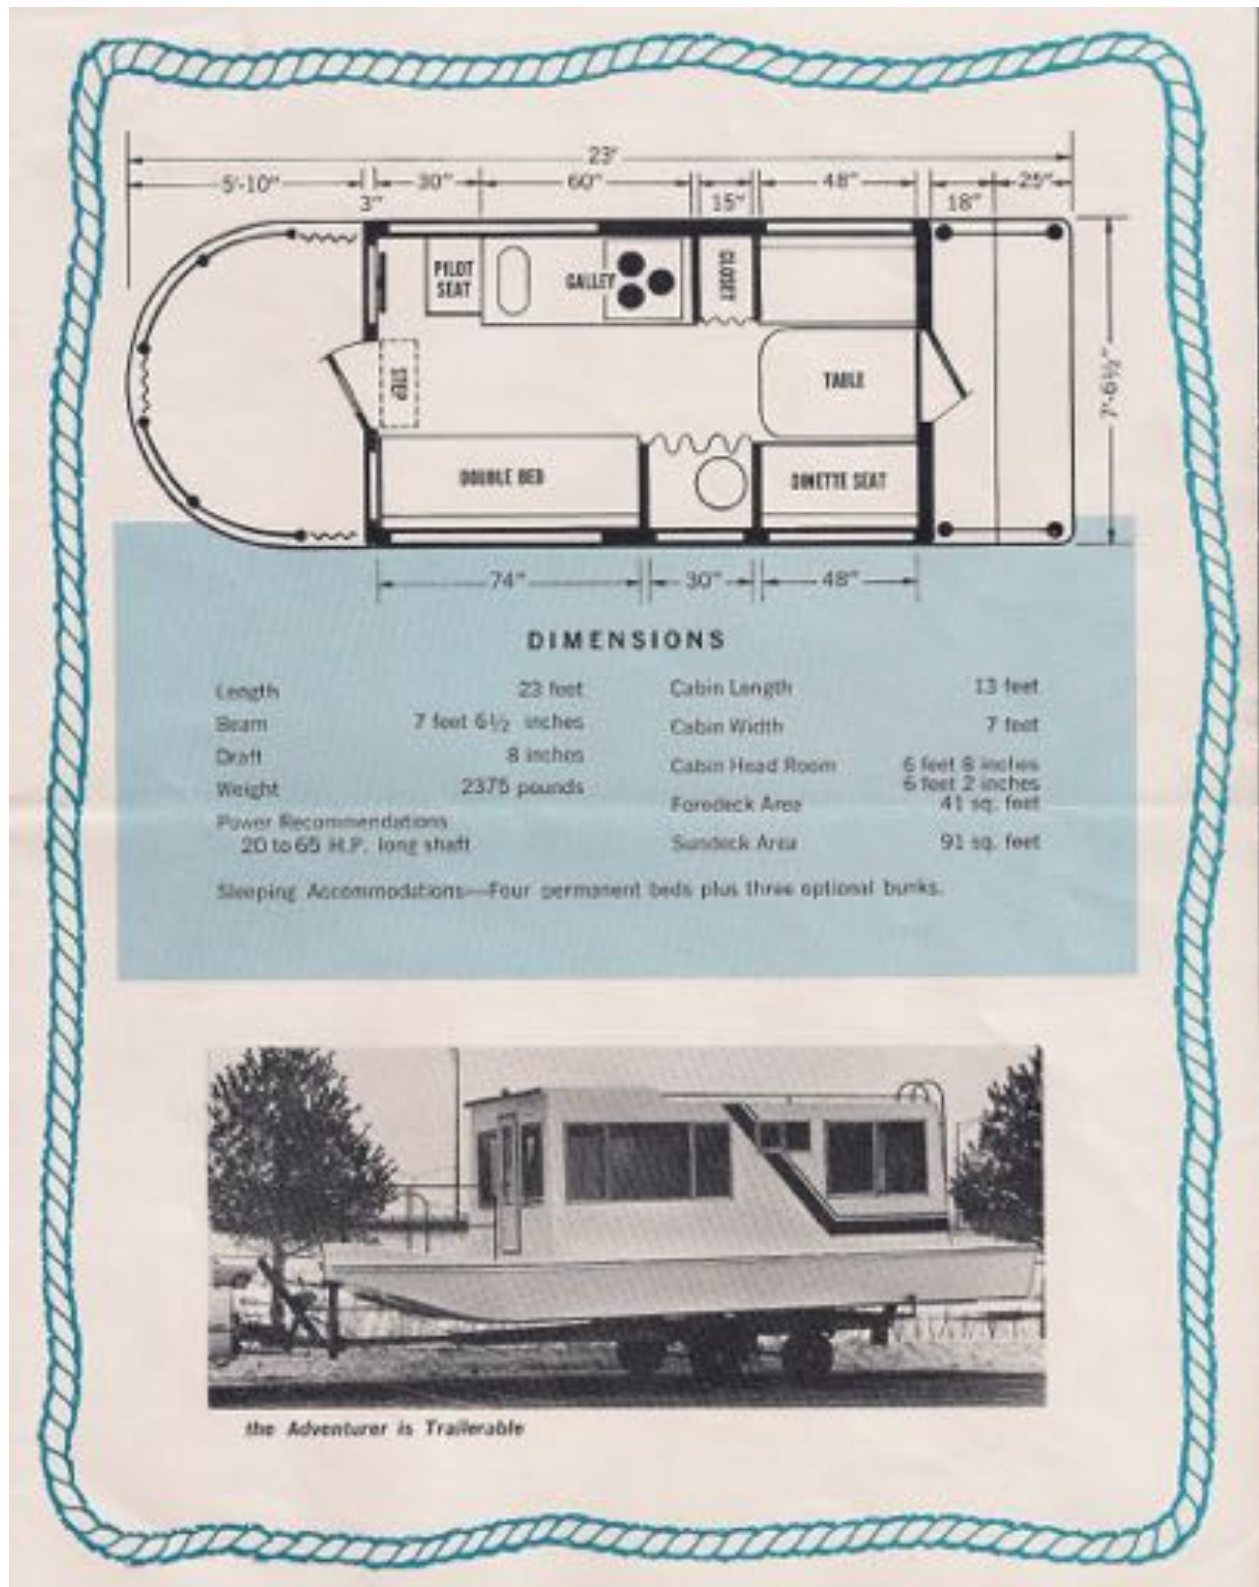 23'
5'-10" 30" 60" 48" 25"
3" 15" 18"
PILOT
SEAT
GALLEY
CLOSET
STEP
TABLE
7'-6½"
DOUBLE BED
DINETTE SEAT
74" 30" 48"
DIMENSIONS
Length 23 feet
Beam 7 feet 6½ inches
Draft 8 inches
Weight 2375 pounds
Power Recommendations
20 to 65 H.P. long shaft
Cabin Length 13 feet
Cabin Width 7 feet
Cabin Head Room 6 feet 8 inches
6 feet 2 inches
Foredeck Area 41 sq. feet
Sundeck Area 91 sq. feet
Sleeping Accommodations—Four permanent beds plus three optional bunks.
the Adventurer is Trailerable